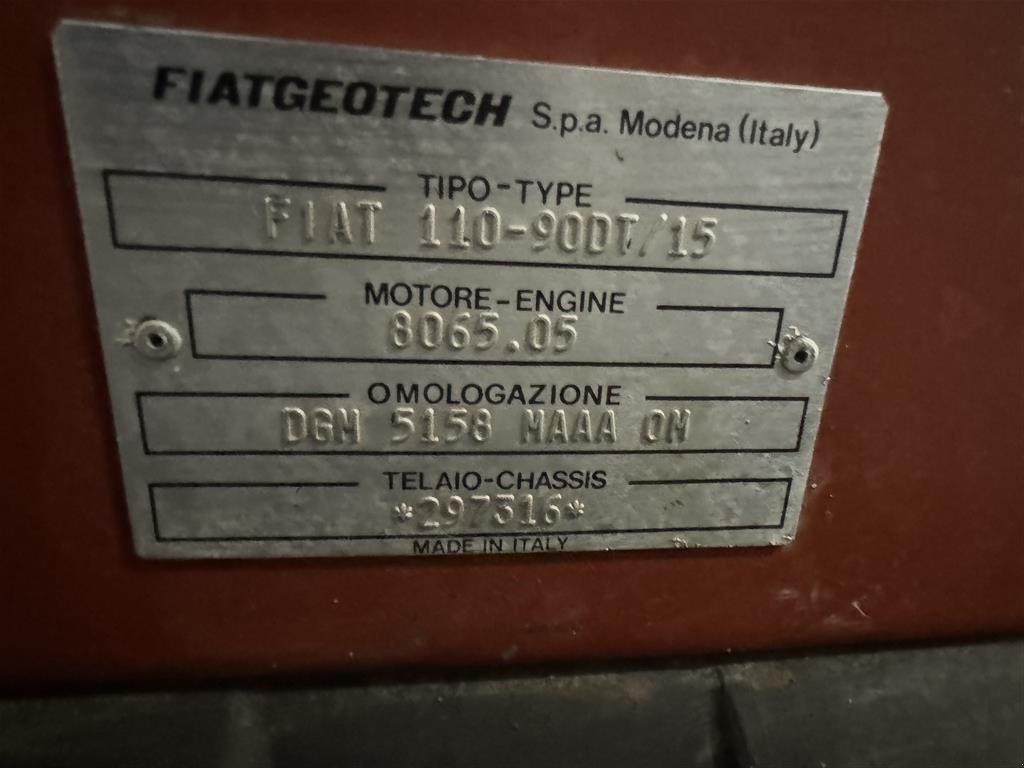 FIATGEOTECH S.p.a. Modena (Italy)
TIPO-TYPE
FIAT 110-90DT/15
MOTORE-ENGINE
8065.05
OMOLOGAZIONE
DGM 5158 MAAA OM
TELAIO-CHASSIS
*297316*
MADE IN ITALY